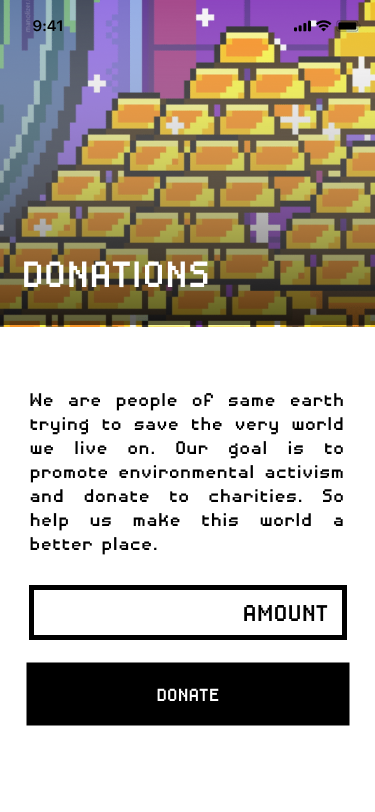 9:41
DONATIONS
We are people of same earth
trying to save the very world
we live on. Our goal is to
promote environmental activism
and donate to charities. So
help us make this world a
better place.
AMOUNT
DONATE